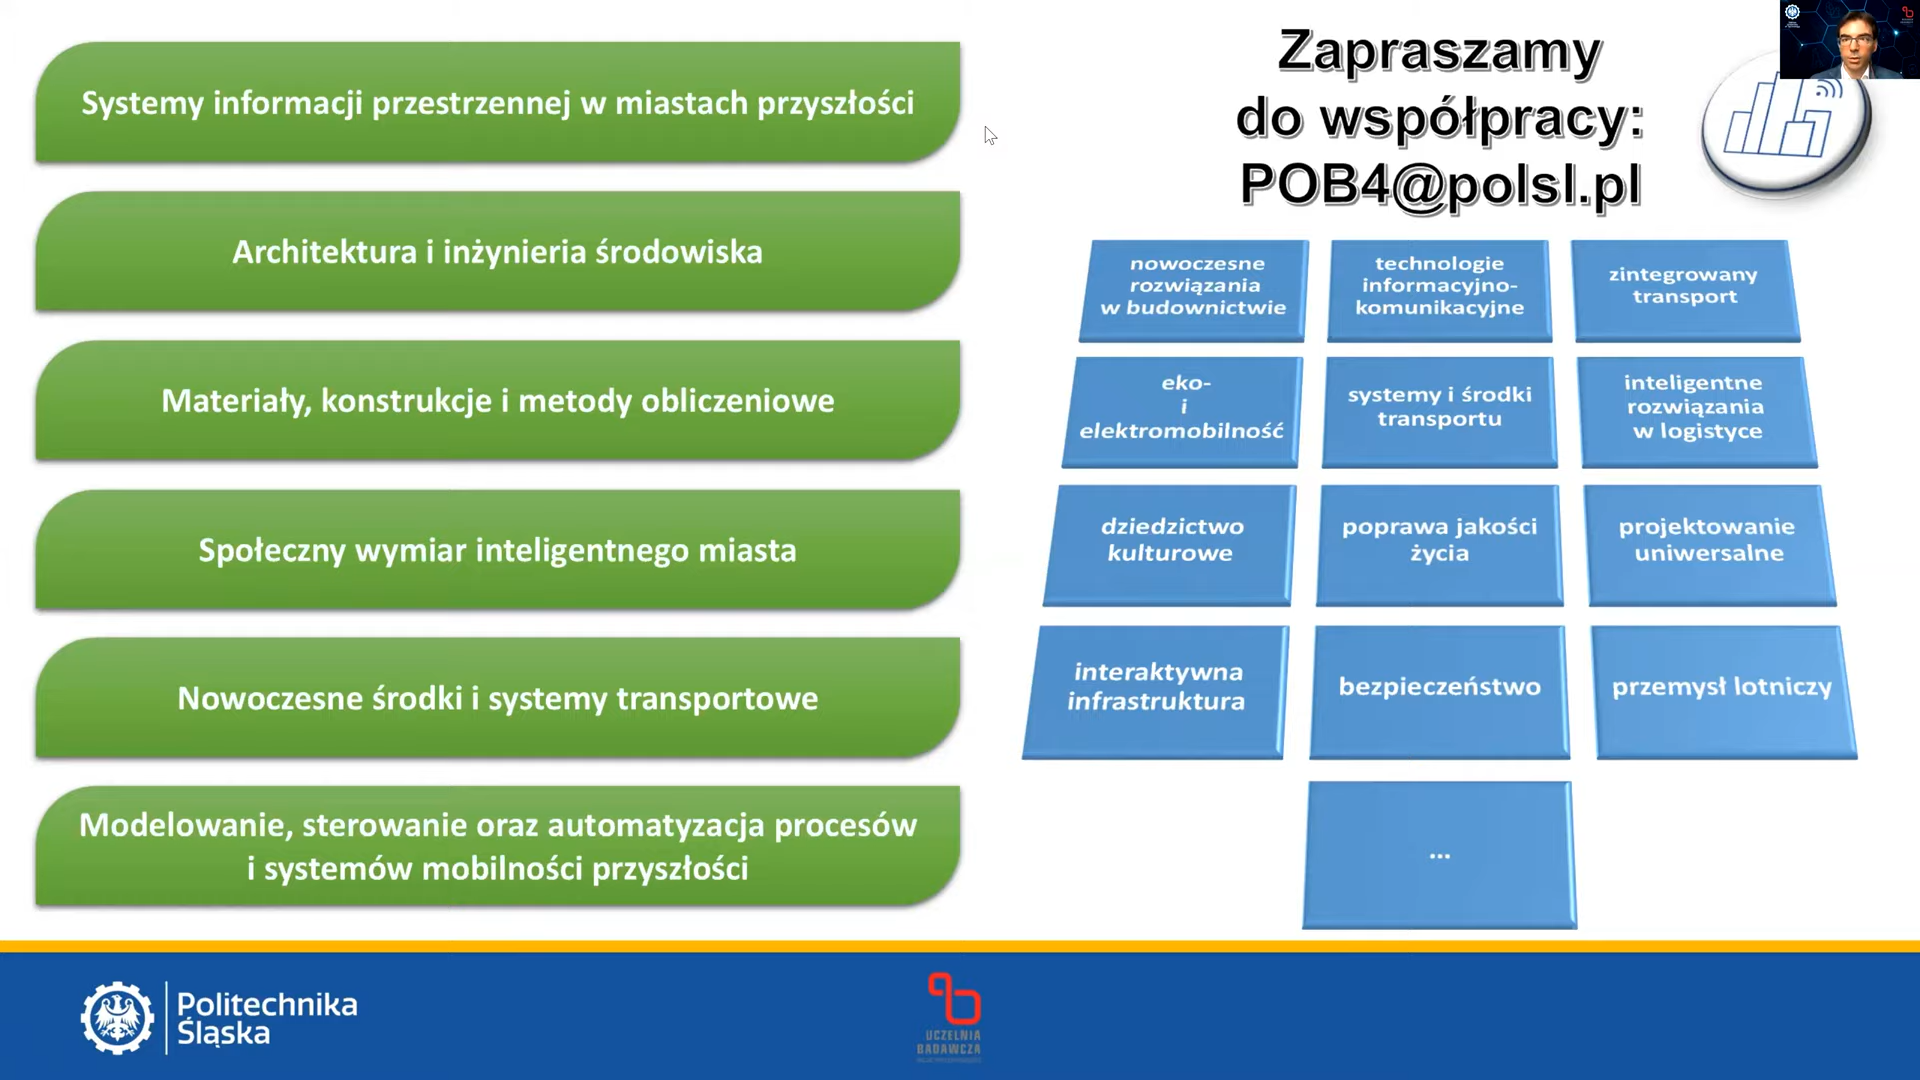 Systemy informacji przestrzennej w miastach przyszłości
Architektura i inżynieria środowiska
Materiały, konstrukcje i metody obliczeniowe
Społeczny wymiar inteligentnego miasta
Nowoczesne środki i systemy transportowe
Modelowanie, sterowanie oraz automatyzacja procesów
i systemów mobilności przyszłości
Zapraszamy
do współpracy:
POB4@polsl.pl
nowoczesne
rozwiązania
w budownictwie
technologie
informacyjno-
komunikacyjne
zintegrowany
transport
eko-
i
elektromobilność
systemy i środki
transportu
inteligentne
rozwiązania
w logistyce
dziedzictwo
kulturowe
poprawa jakości
życia
projektowanie
uniwersalne
interaktywna
infrastruktura
bezpieczeństwo
przemysł lotniczy
...
Politechnika
Śląska
UCZELNIA
BADAWCZA